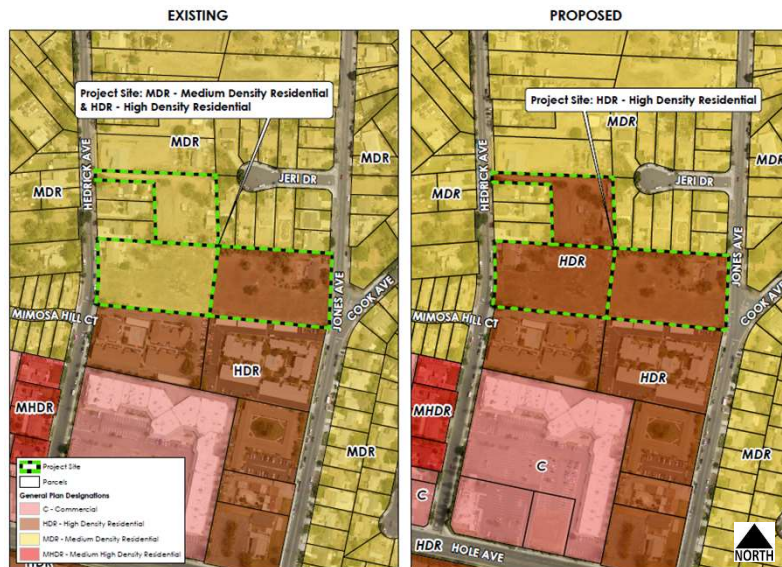 EXISTING
PROPOSED
Project Site: MDR - Medium Density Residential
& HDR - High Density Residential
MDR
MDR
MDR
HEDRICK AVE
JERI DR
JONES AVE
COOK AVE
MIMOSA HILL CT
HDR
MHDR
MDR
Project Site
Parcels
General Plan Designations
C - Commercial
HDR - High Density Residential
MDR - Medium Density Residential
MHDR - Medium High Density Residential
Project Site: HDR - High Density Residential
MDR
MDR
MDR
HEDRICK AVE
JERI DR
JONES AVE
COOK AVE
HDR
MIMOSA HILL CT
HDR
MHDR
MDR
C
C
HDR
HOLE AVE
NORTH